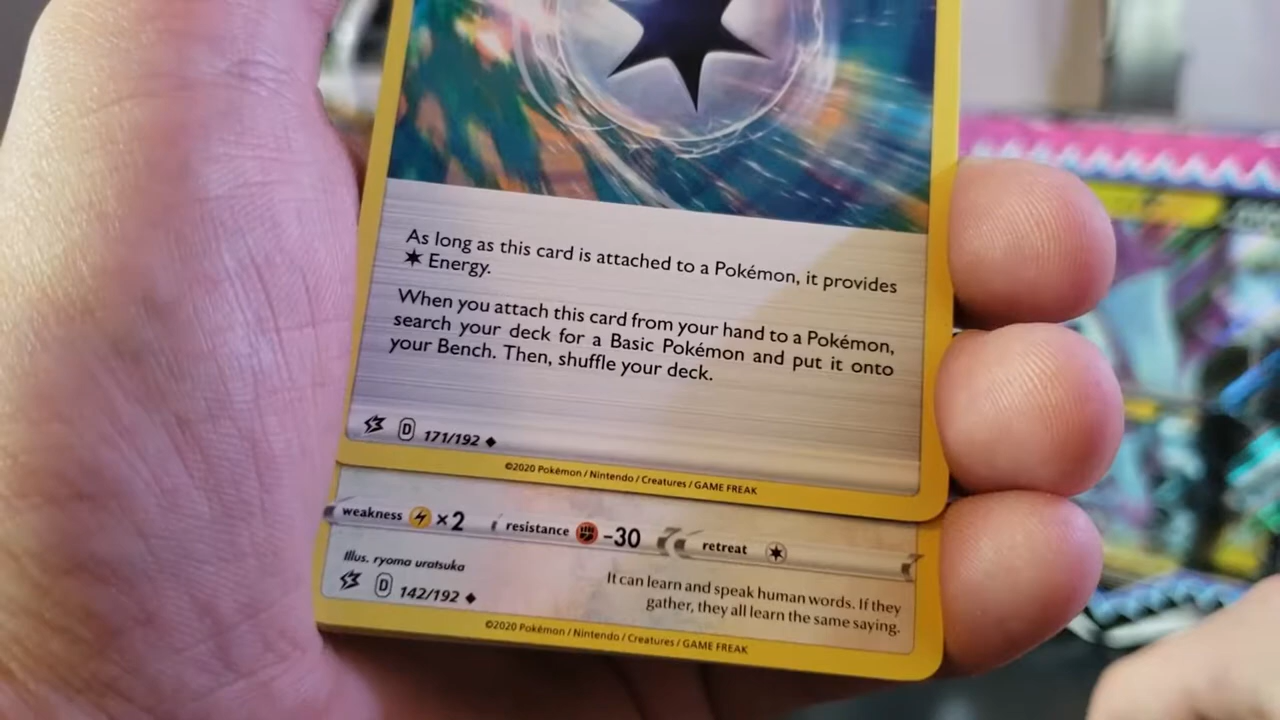 As long as this card is attached to a Pokémon, it provides
Energy.
When you attach this card from your hand to a Pokémon,
search your deck for a Basic Pokémon and put it onto
your Bench. Then, shuffle your deck.
D 171/192
©2020 Pokémon / Nintendo / Creatures / GAME FREAK
weakness ×2 resistance -30 retreat
Illus. ryoma uratsuka
It can learn and speak human words. If they
gather, they all learn the same saying.
D 142/192
©2020 Pokémon / Nintendo / Creatures / GAME FREAK